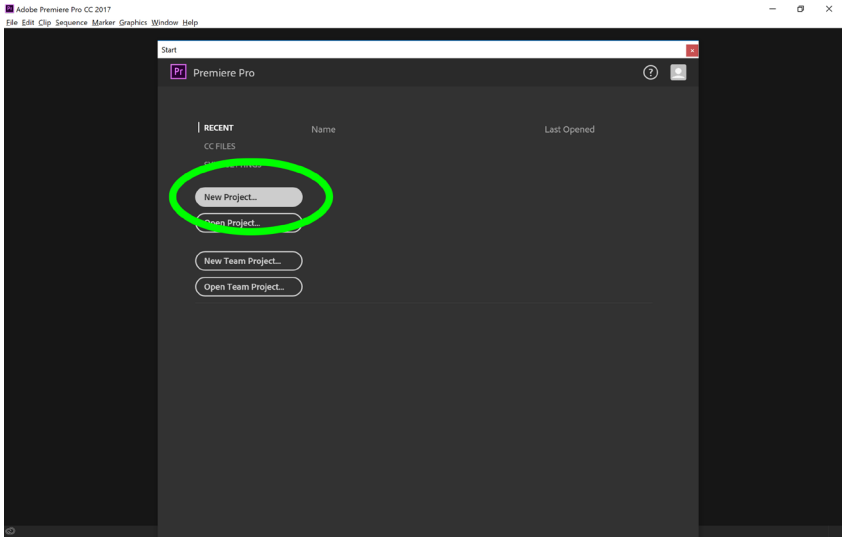 Adobe Premiere Pro CC 2017
File Edit Clip Sequence Marker Graphics Window Help
Start
Pr Premiere Pro ?
RECENT Name Last Opened
CC FILES
New Project...
Open Project...
New Team Project...
Open Team Project...